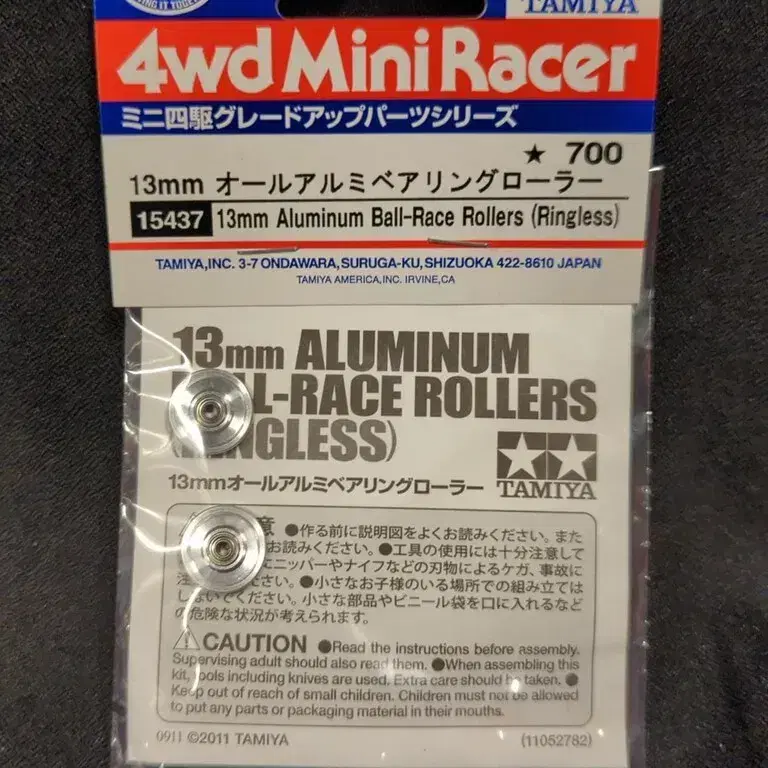 TAMIYA
4wd Mini Racer
ミニ四駆グレードアップパーツシリーズ
★ 700
13mm オールアルミベアリングローラー
15437 13mm Aluminum Ball-Race Rollers (Ringless)
TAMIYA,INC. 3-7 ONDAWARA,SURUGA-KU,SHIZUOKA 422-8610 JAPAN
TAMIYA AMERICA,INC. IRVINE,CA
13mm ALUMINUM
BALL-RACE ROLLERS
(RINGLESS)
TAMIYA
13mmオールアルミベアリングローラー
意 ●作る前に説明図をよくお読みください。また
お読みください。●工具の使用には十分注意して
にニッパーやナイフなどの刃物によるケガ、事故に
注 ●小さなお子様のいる場所での組み立ては
しないでください。小さな部品やビニール袋を口に入れるなど
の危険な状況が考えられます。
CAUTION ●Read the instructions before assembly.
Supervising adult should also read them. ●When assembling this
kit, tools including knives are used. Extra care should be taken. ●
Keep out of reach of small children. Children must not be allowed
to put any parts or packaging material in their mouths.
0911 ©2011 TAMIYA
(11052782)